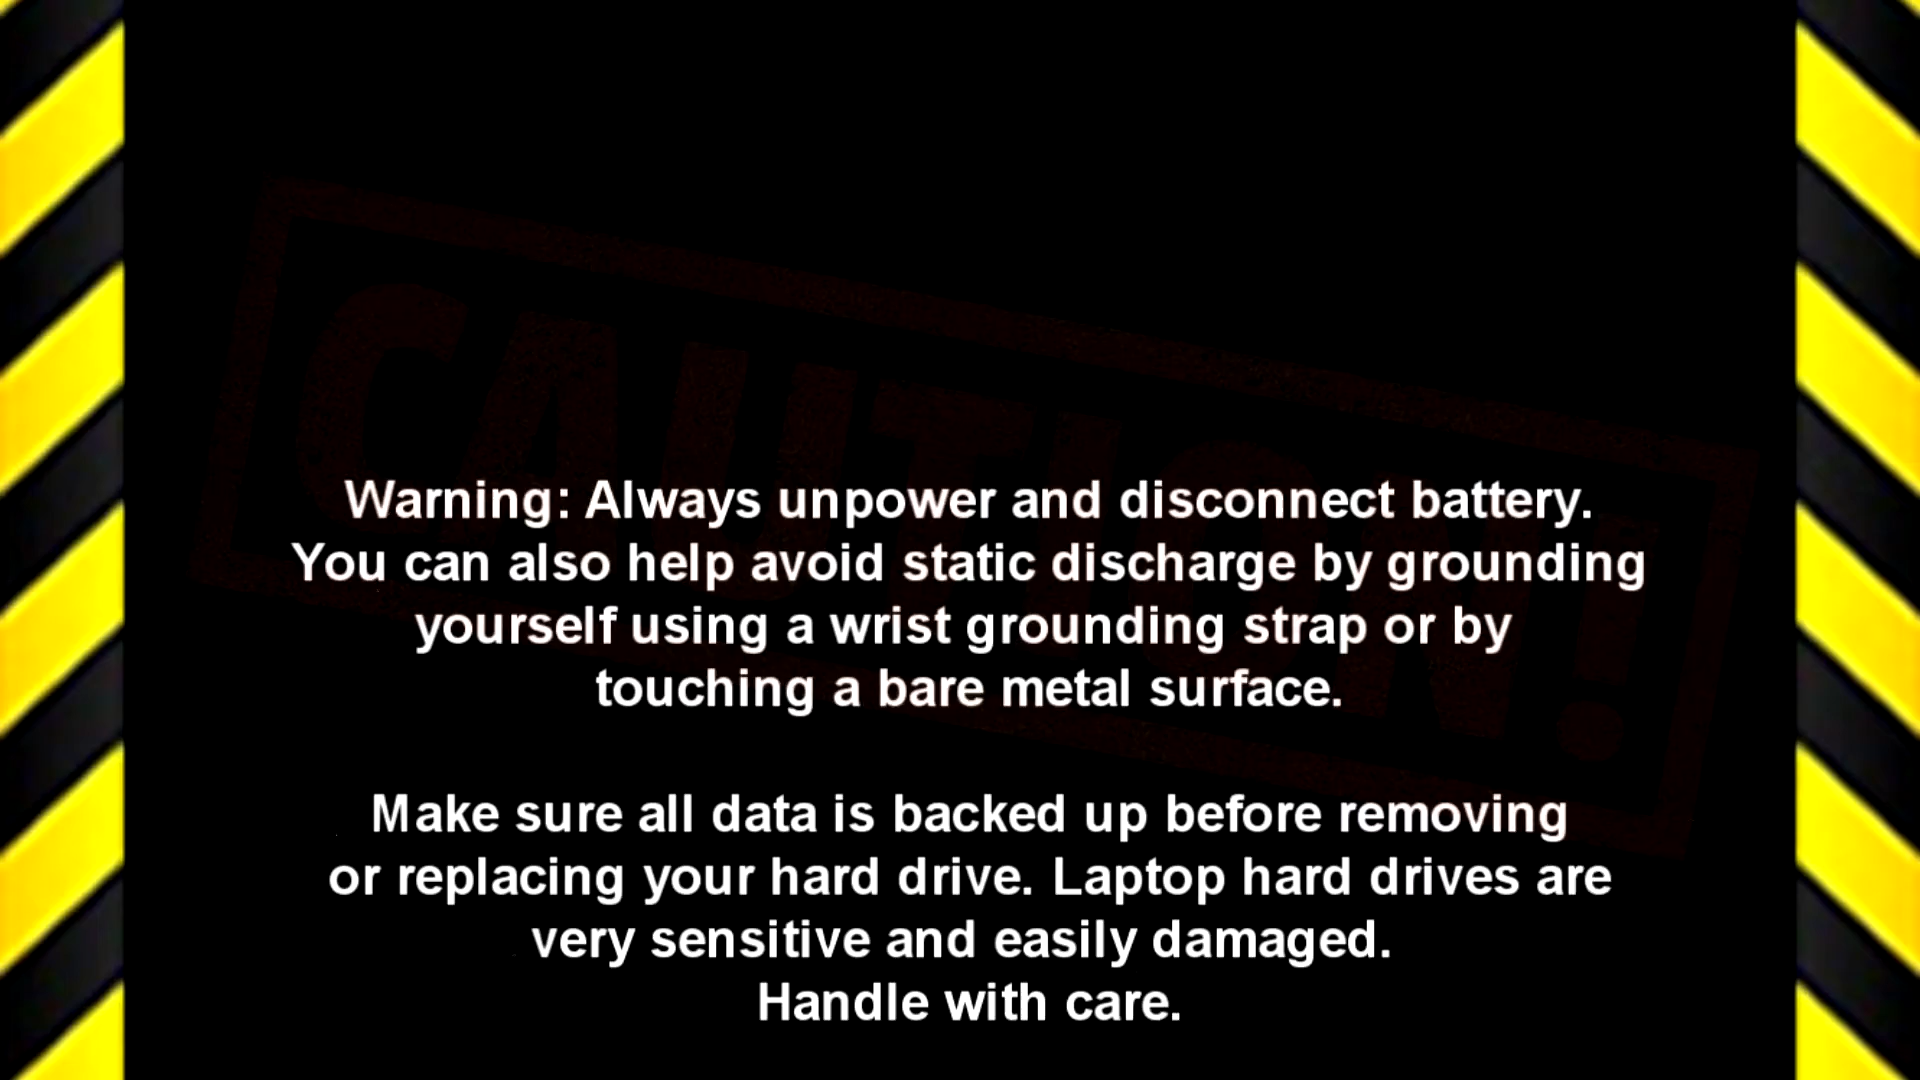 CAUTION!
Warning: Always unpower and disconnect battery.
You can also help avoid static discharge by grounding
yourself using a wrist grounding strap or by
touching a bare metal surface.
Make sure all data is backed up before removing
or replacing your hard drive. Laptop hard drives are
very sensitive and easily damaged.
Handle with care.